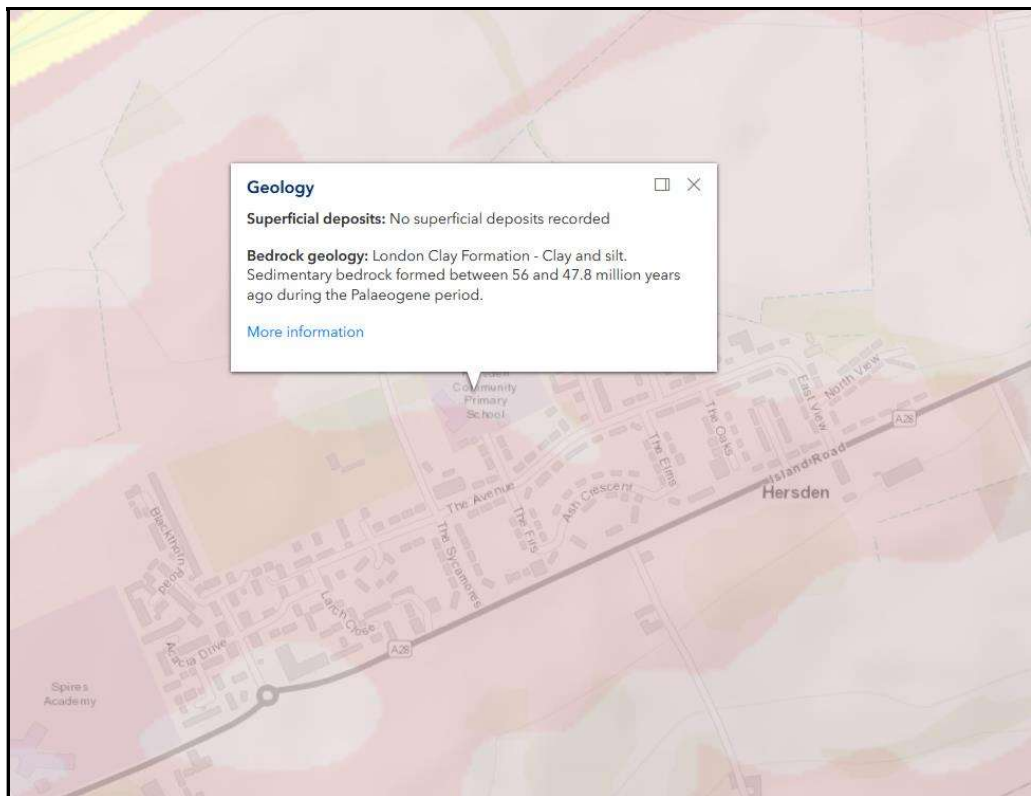 Geology
Superficial deposits: No superficial deposits recorded
Bedrock geology: London Clay Formation - Clay and silt.
Sedimentary bedrock formed between 56 and 47.8 million years
ago during the Palaeogene period.
More information
Community
Primary
School
North View
East View
A28
The Oaks
Island Road
The Elms
Hersden
Ash Crescent
The Avenue
The Firs
Blackthorn
Road
The Sycamores
Larch Close
Acacia Drive
A28
Spires
Academy